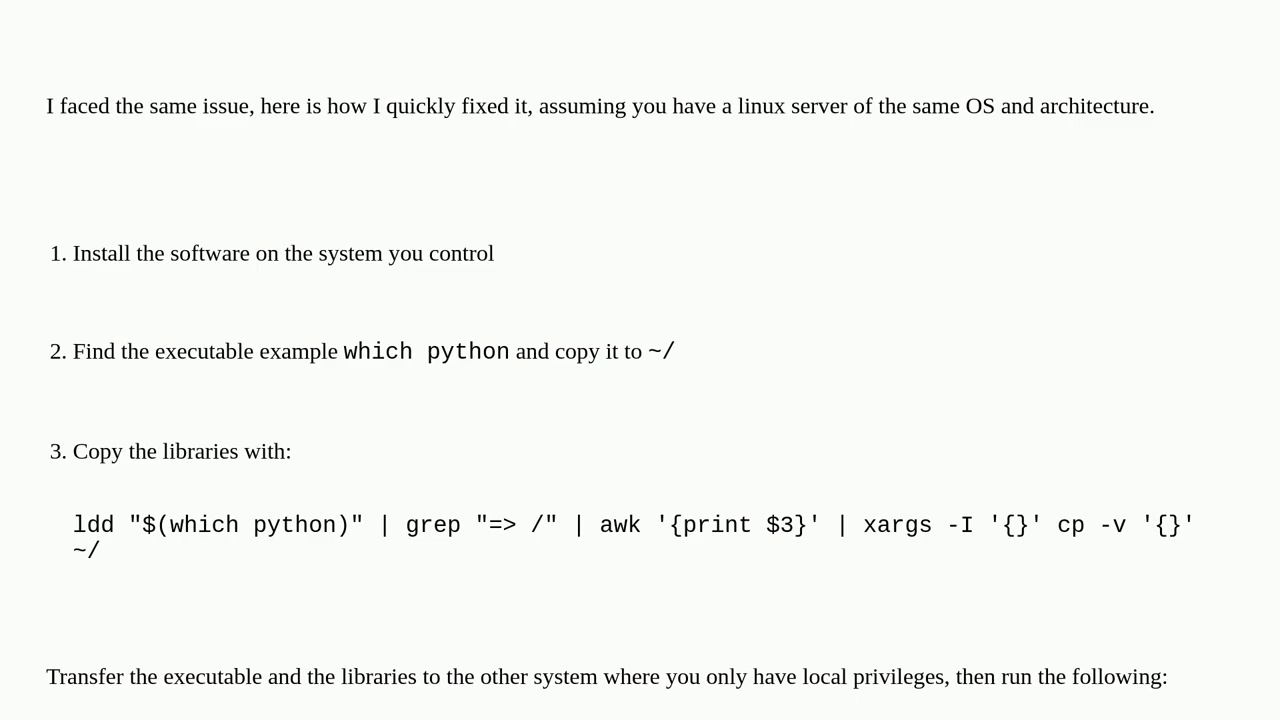 I faced the same issue, here is how I quickly fixed it, assuming you have a linux server of the same OS and architecture.
1. Install the software on the system you control
2. Find the executable example which python and copy it to ~/
3. Copy the libraries with:
ldd "$(which python)" | grep "=> /" | awk '{print $3}' | xargs -I '{}' cp -v '{}'
~/
Transfer the executable and the libraries to the other system where you only have local privileges, then run the following: